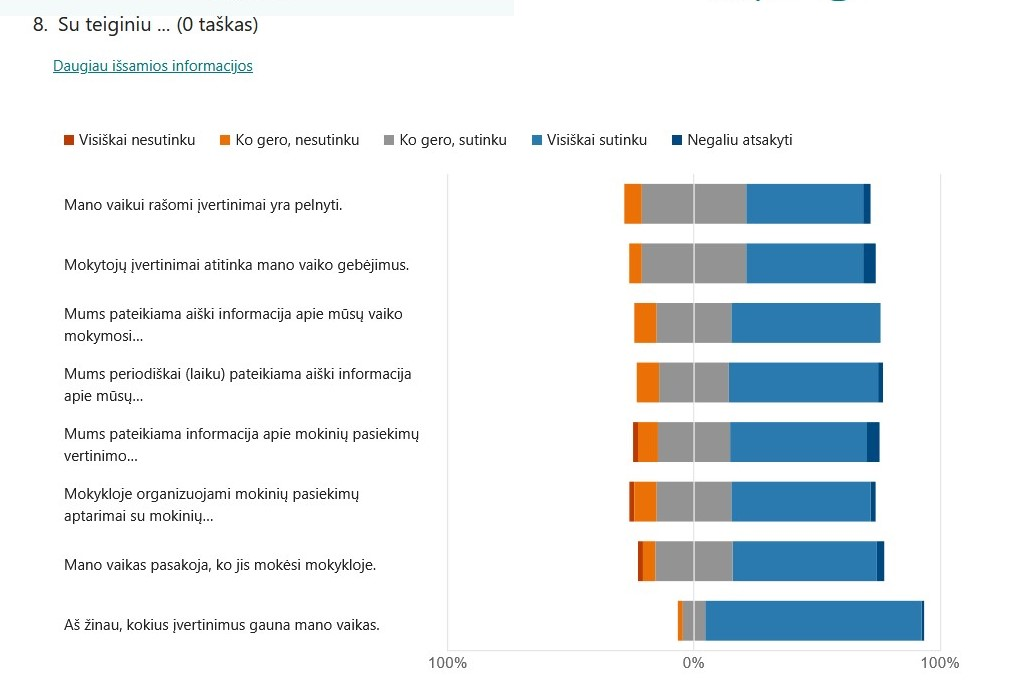 8. Su teiginiu ... (0 taškas)
Daugiau išsamios informacijos
Visiškai nesutinku Ko gero, nesutinku Ko gero, sutinku Visiškai sutinku Negaliu atsakyti
Mano vaikui rašomi įvertinimai yra pelnyti.
Mokytojų įvertinimai atitinka mano vaiko gebėjimus.
Mums pateikiama aiški informacija apie mūsų vaiko
mokymosi...
Mums periodiškai (laiku) pateikiama aiški informacija
apie mūsų...
Mums pateikiama informacija apie mokinių pasiekimų
vertinimo...
Mokykloje organizuojami mokinių pasiekimų
aptarimai su mokinių...
Mano vaikas pasakoja, ko jis mokėsi mokykloje.
Aš žinau, kokius įvertinimus gauna mano vaikas.
100% 0% 100%